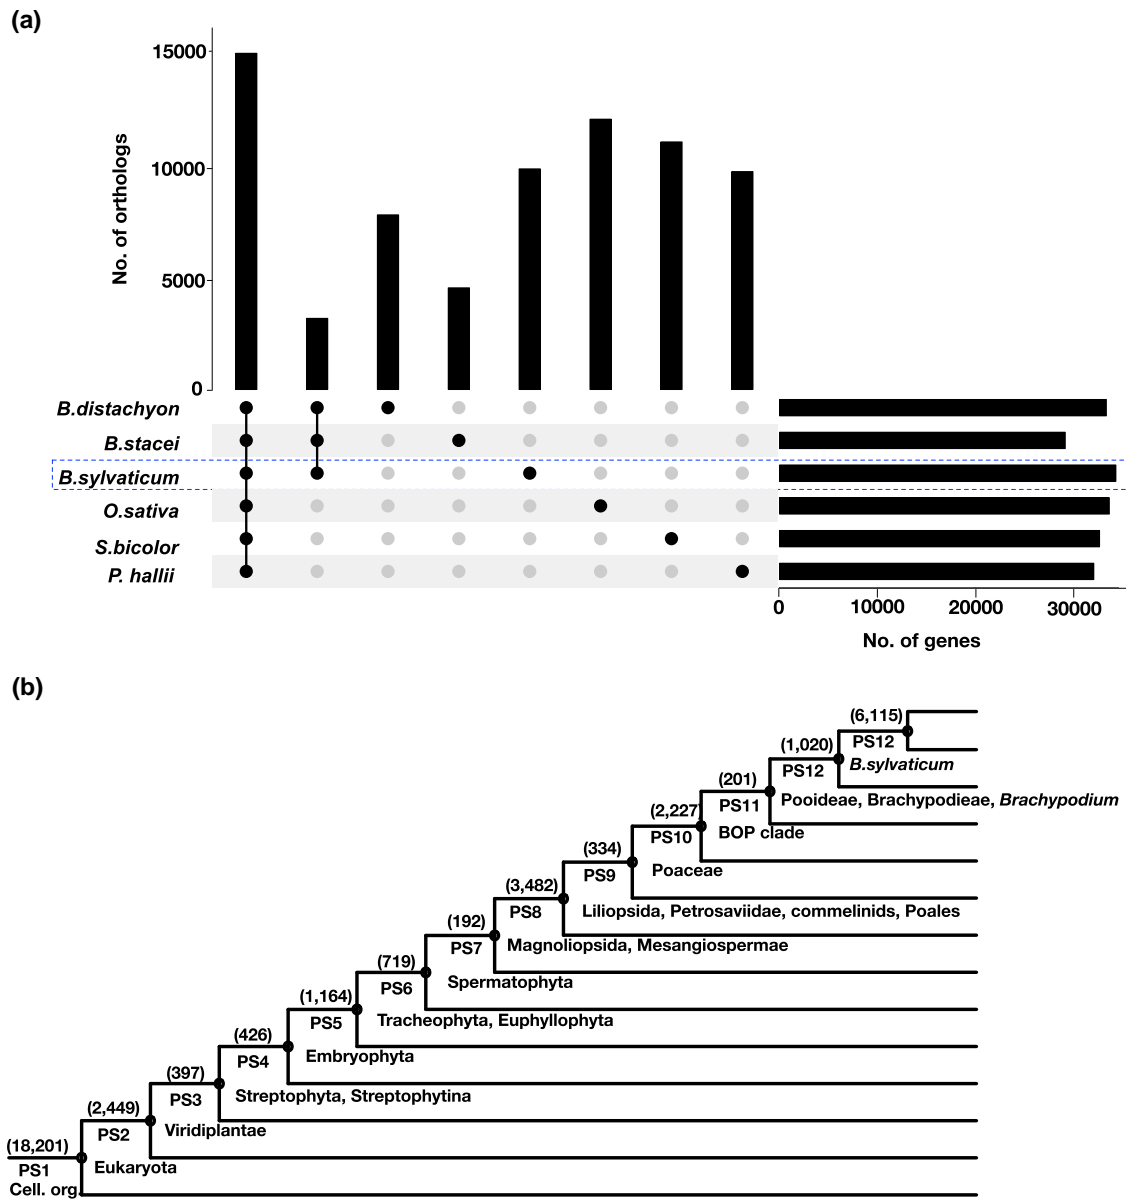 (a)
15000
10000
5000
0
No. of orthologs
B.distachyon
B.stacei
B.sylvaticum
O.sativa
S.bicolor
P. hallii
0 10000 20000 30000
No. of genes
(b)
(6,115)
PS12
B.sylvaticum
(1,020)
PS12
Pooideae, Brachypodieae, Brachypodium
(201)
PS11
BOP clade
(2,227)
PS10
Poaceae
(334)
PS9
Liliopsida, Petrosaviidae, commelinids, Poales
(3,482)
PS8
Magnoliopsida, Mesangiospermae
(192)
PS7
Spermatophyta
(719)
PS6
Tracheophyta, Euphyllophyta
(1,164)
PS5
Embryophyta
(426)
PS4
Streptophyta, Streptophytina
(397)
PS3
Viridiplantae
(2,449)
PS2
Eukaryota
(18,201)
PS1
Cell. org.